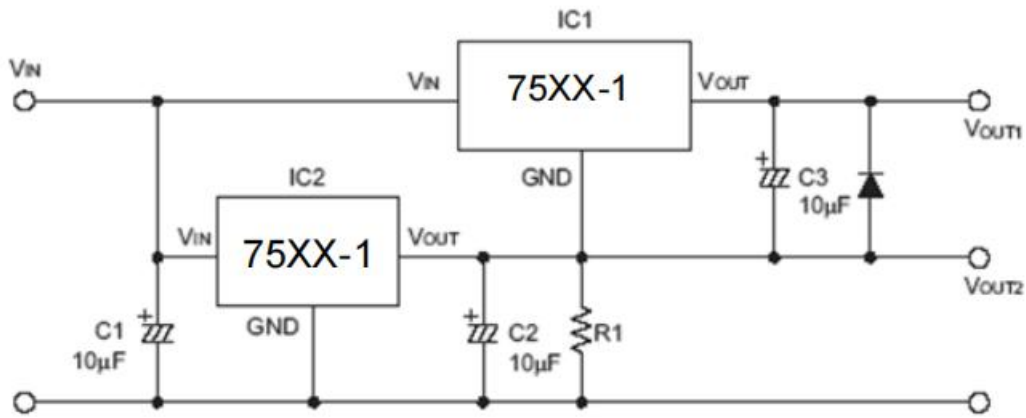 IC1
VIN
VIN
75XX-1
VOUT
VOUT1
GND
+
C3
10μF
IC2
VIN
75XX-1
VOUT
VOUT2
GND
+
C1
10μF
+
C2
10μF
R1